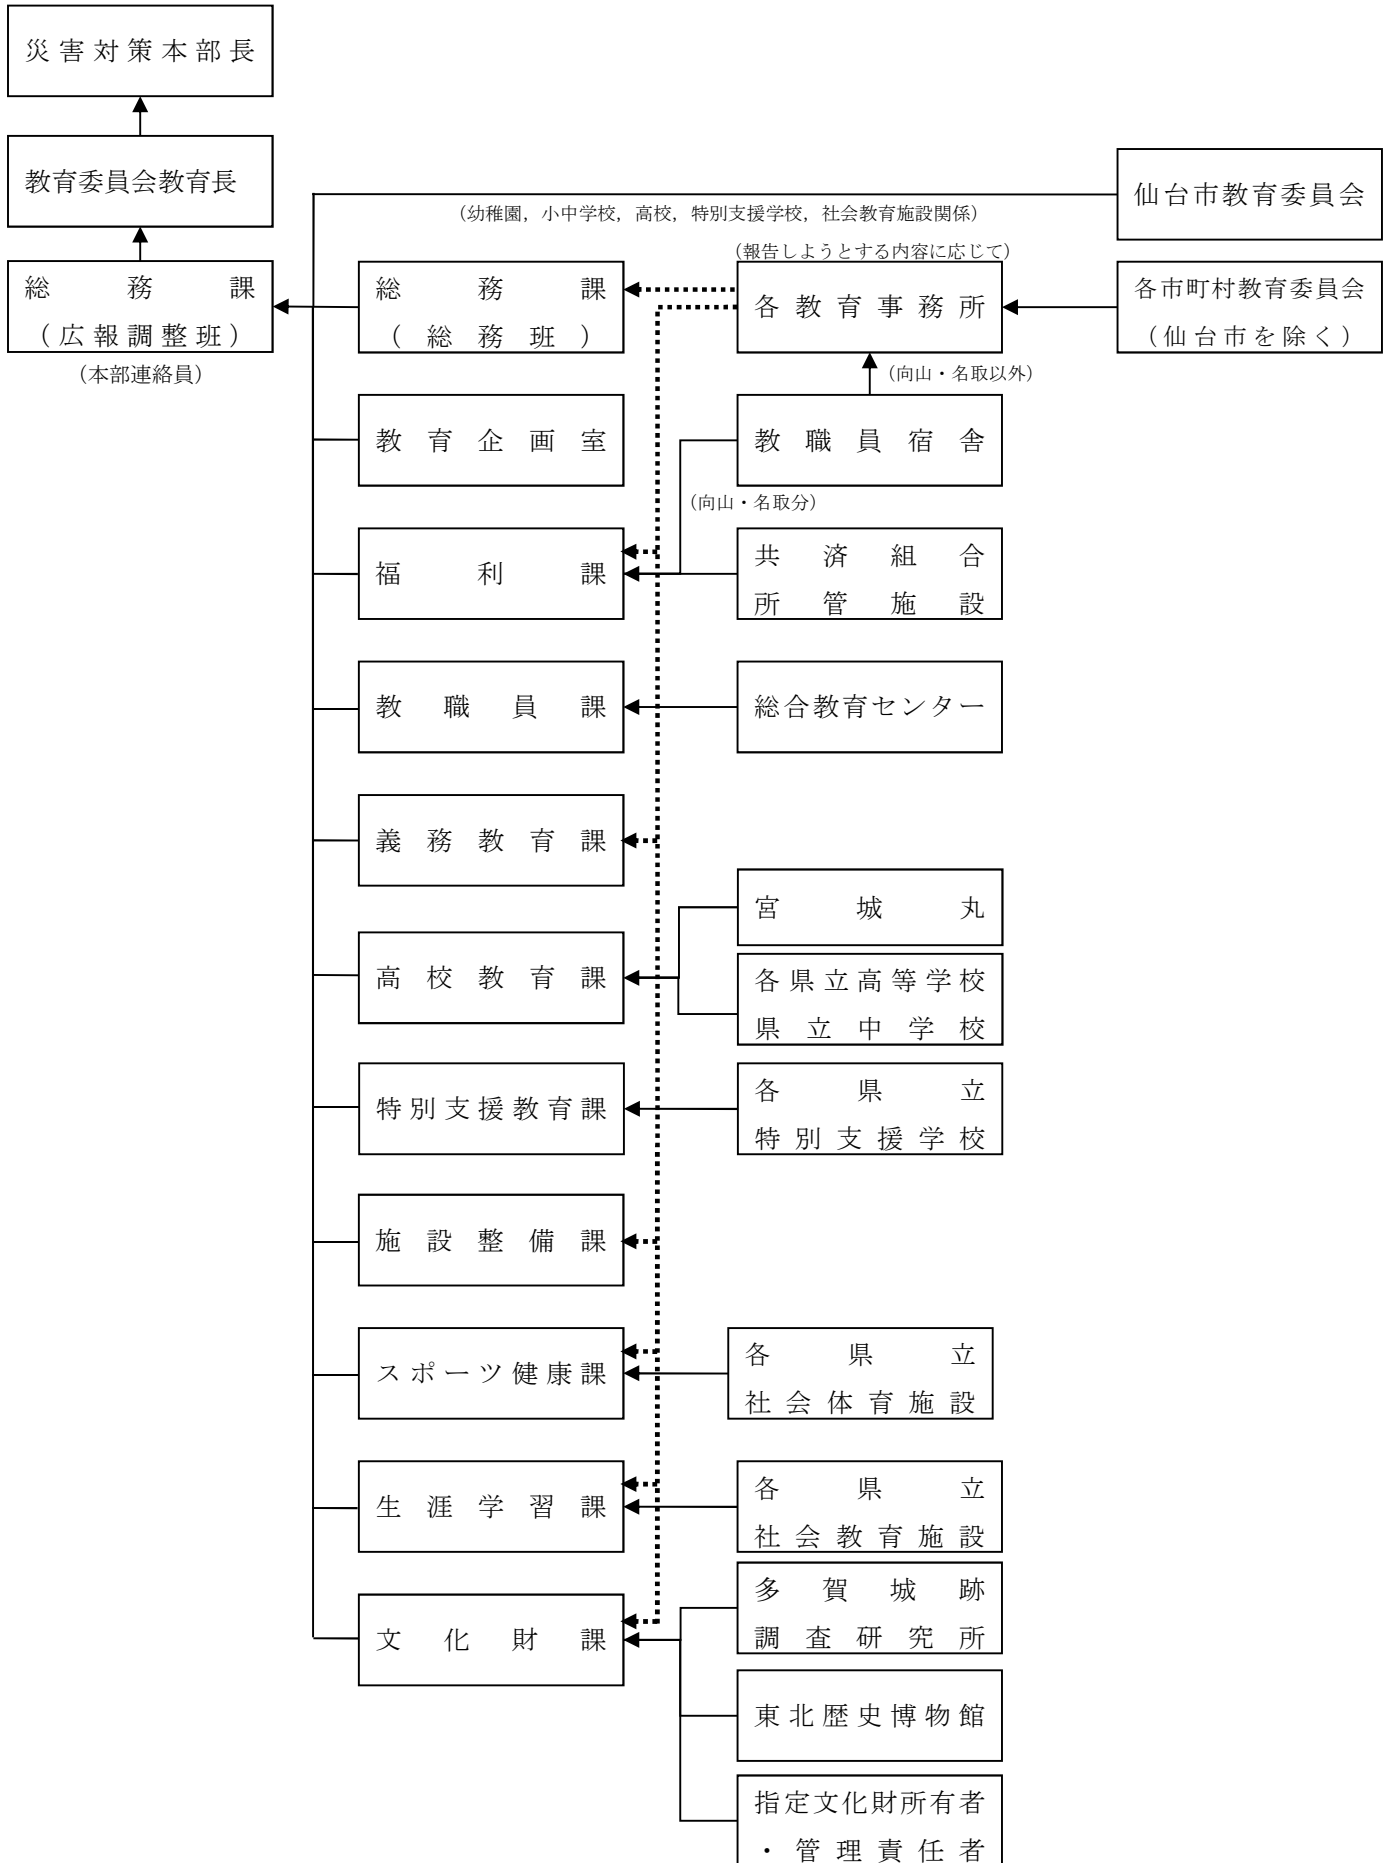 災害対策本部長
教育委員会教育長
仙台市教育委員会
（幼稚園，小中学校，高校，特別支援学校，社会教育施設関係）
（報告しようとする内容に応じて）
総務課
（広報調整班）
（本部連絡員）
総務課
（総務班）
各教育事務所
各市町村教育委員会
（仙台市を除く）
（向山・名取以外）
教育企画室
教職員宿舎
（向山・名取分）
福利課
共済組合
所管施設
教職員課
総合教育センター
義務教育課
宮城丸
高校教育課
各県立高等学校
県立中学校
特別支援教育課
各県立
特別支援学校
施設整備課
スポーツ健康課
各県立
社会体育施設
生涯学習課
各県立
社会教育施設
文化財課
多賀城跡
調査研究所
東北歴史博物館
指定文化財所有者
・管理責任者